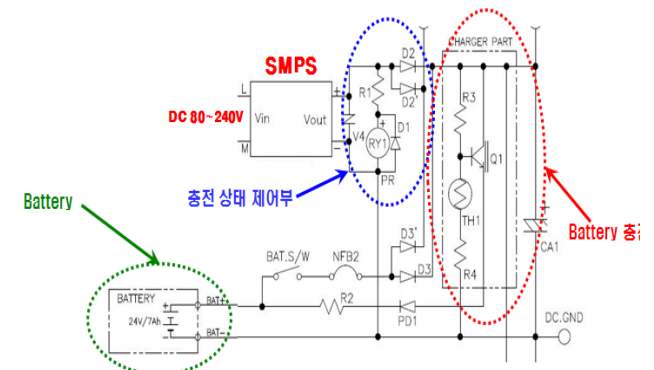 SMPS
D2
CHARGER PART
L
+
R1
D2'
R3
DC 80~240V
Vin
Vout
V4
+
D1
RY1
Q1
M
−
PR
충전 상태 제어부
TH1
Battery
D3'
+
Battery 충
BAT.S/W
NFB2
D3
CA1
R4
BATTERY
BAT+
R2
PD1
+
24V/7Ah
−
BAT-
DC.GND